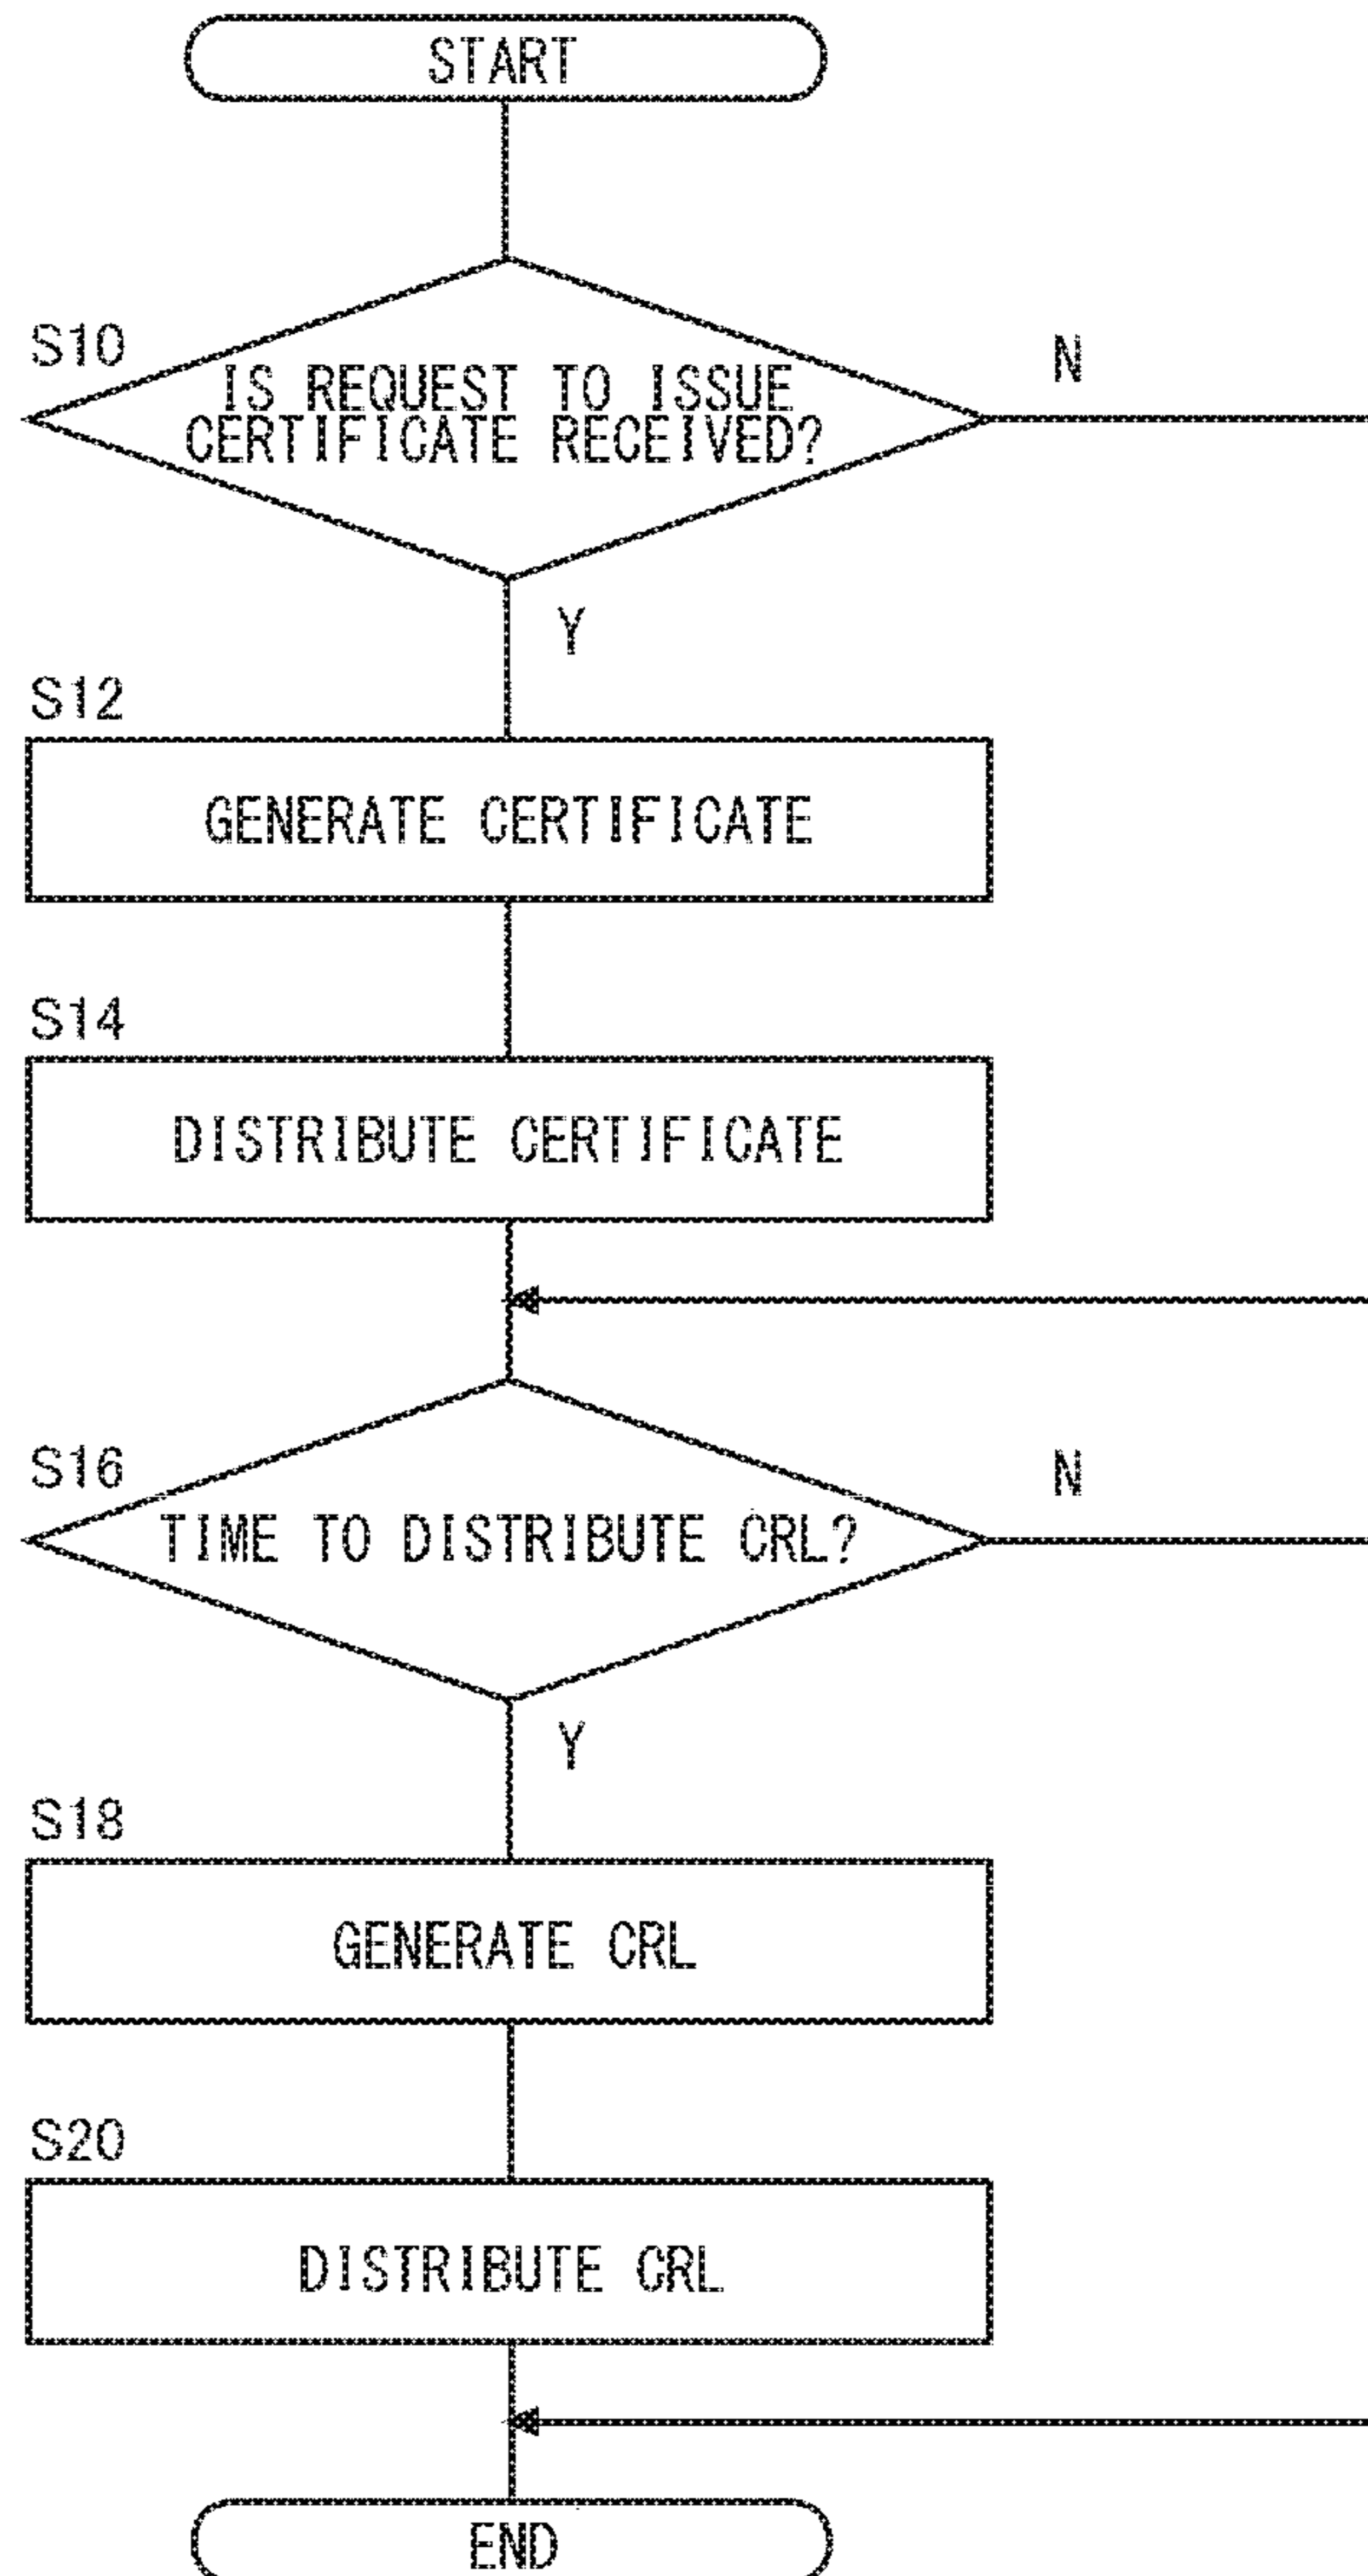 START
S10
IS REQUEST TO ISSUE
CERTIFICATE RECEIVED?
N
Y
S12
GENERATE CERTIFICATE
S14
DISTRIBUTE CERTIFICATE
S16
TIME TO DISTRIBUTE CRL?
N
Y
S18
GENERATE CRL
S20
DISTRIBUTE CRL
END